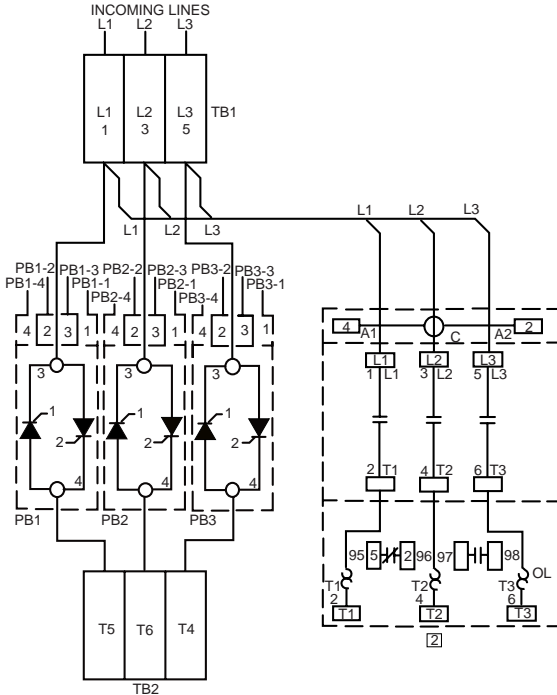 INCOMING LINES
L1 L2 L3
L1 L2 L3 TB1
1 3 5
L1 L2 L3
L1 L2 L3
PB1-2 PB1-3 PB2-2 PB2-3 PB3-2 PB3-3
PB1-4 PB1-1 PB2-4 PB2-1 PB3-4 PB3-1
4 2 3 1 4 2 3 1 4 2 3 1
4 A1 C A2 2
L1 L2 L3
1 L1 3 L2 5 L3
3 3 3
1 1 1
2 2 2
4 4 4
2 T1 4 T2 6 T3
PB1 PB2 PB3
95 5 2 96 97 98
T1 T2 T3 OL
2 4 6
T1 T2 T3
2
T5 T6 T4
TB2